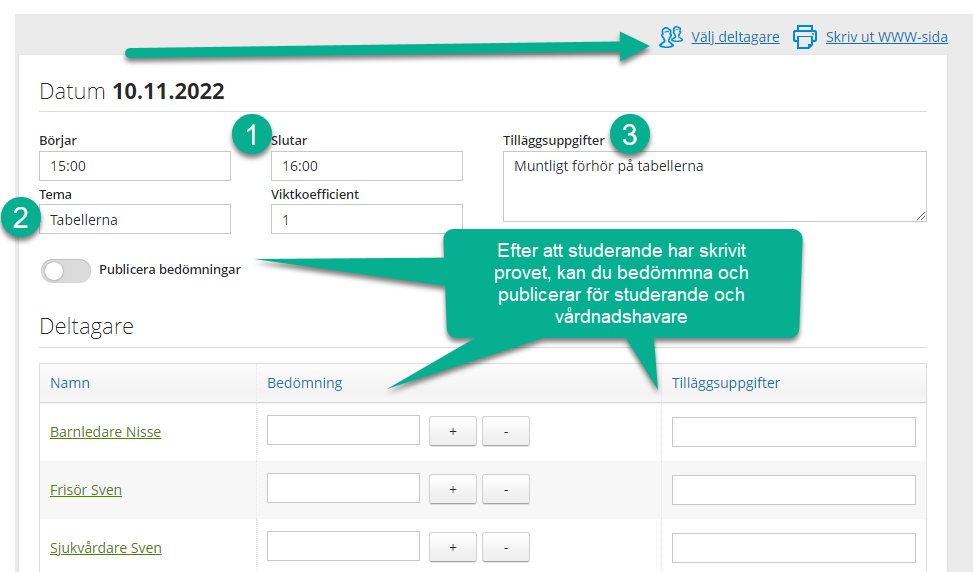 Välj deltagare Skriv ut WWW-sida
Datum 10.11.2022
1
3
Börjar Slutar Tilläggsuppgifter
15:00 16:00 Muntligt förhör på tabellerna
Tema Viktkoefficient
2
Tabellerna 1
Efter att studerande har skrivit
provet, kan du bedömmna och
publicerar för studerande och
vårdnadshavare
Publicera bedömningar
Deltagare
Namn Bedömning Tilläggsuppgifter
Barnledare Nisse + -
Frisör Sven + -
Sjukvårdare Sven + -